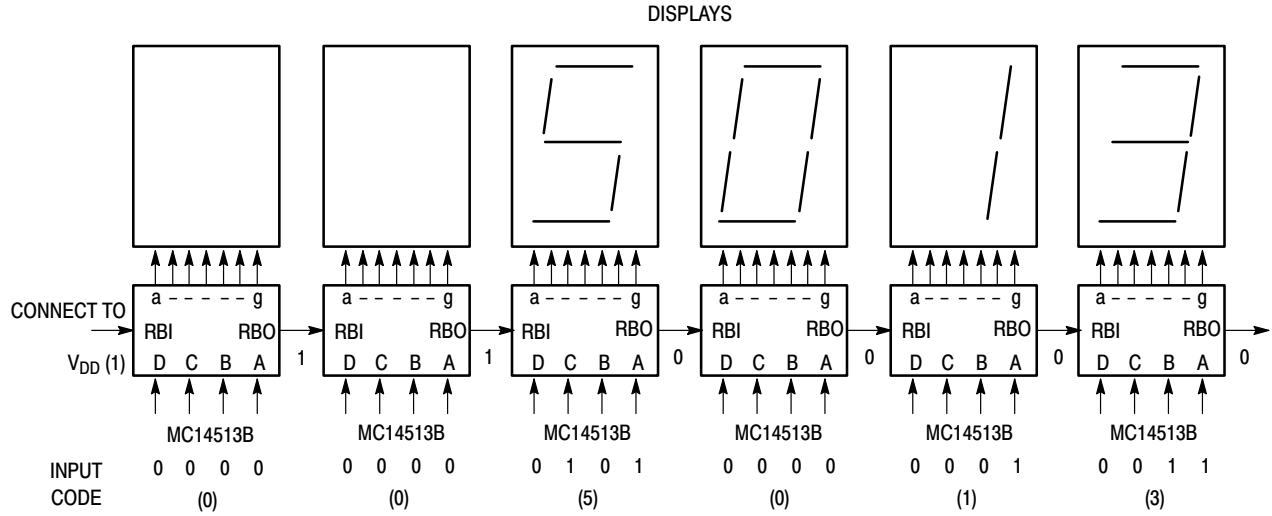 DISPLAYS
a - - - - - g a - - - - - g a - - - - - g a - - - - - g a - - - - - g a - - - - - g
CONNECT TO
RBI RBO RBI RBO RBI RBO RBI RBO RBI RBO RBI RBO
VDD (1) D C B A 1 D C B A 1 D C B A 0 D C B A 0 D C B A 0 D C B A 0
MC14513B MC14513B MC14513B MC14513B MC14513B MC14513B
INPUT 0 0 0 0 0 0 0 0 0 1 0 1 0 0 0 0 0 0 0 1 0 0 1 1
CODE (0) (0) (5) (0) (1) (3)